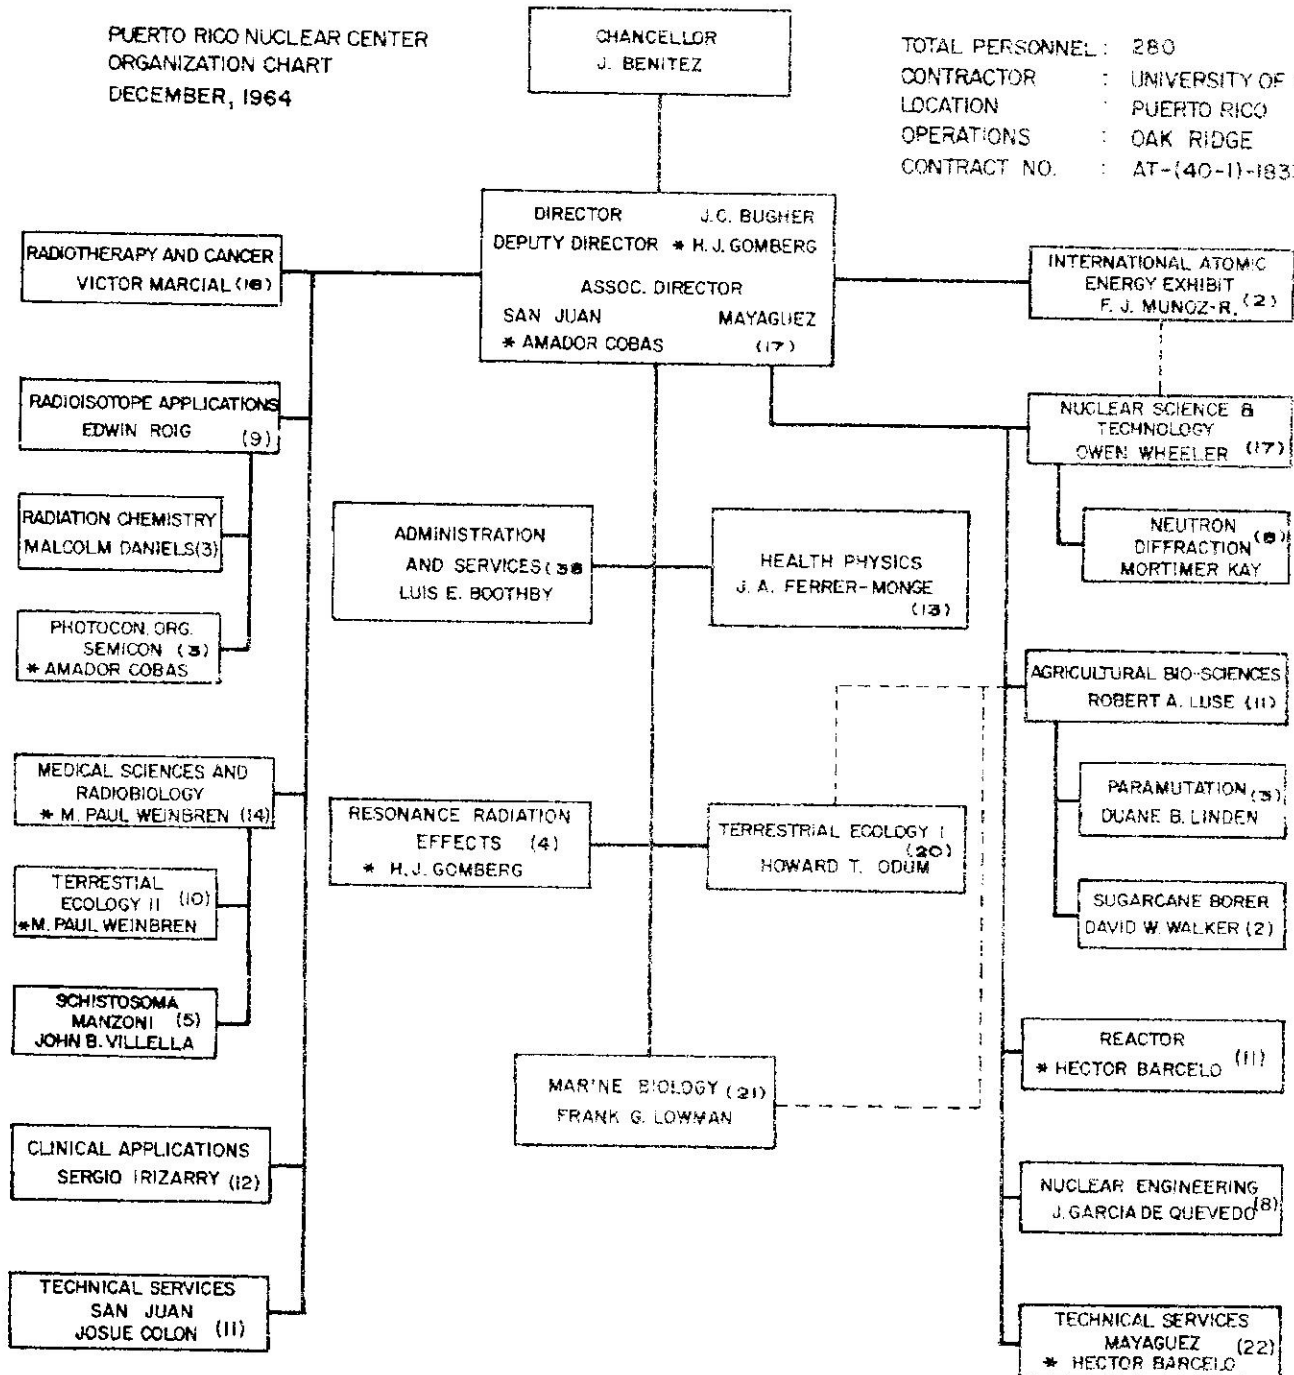 PUERTO RICO NUCLEAR CENTER
ORGANIZATION CHART
DECEMBER, 1964
CHANCELLOR
J. BENITEZ
TOTAL PERSONNEL : 280
CONTRACTOR : UNIVERSITY OF
LOCATION : PUERTO RICO
OPERATIONS : OAK RIDGE
CONTRACT NO. : AT-(40-1)-183
DIRECTOR J.C. BUGHER
DEPUTY DIRECTOR * H. J. GOMBERG
ASSOC. DIRECTOR
SAN JUAN MAYAGUEZ
* AMADOR COBAS (17)
RADIOTHERAPY AND CANCER
VICTOR MARCIAL
INTERNATIONAL ATOMIC
ENERGY EXHIBIT
F. J. MUNOZ-R. (2)
RADIOISOTOPE APPLICATIONS
EDWIN ROIG (9)
NUCLEAR SCIENCE &
TECHNOLOGY
OWEN WHEELER (17)
RADIATION CHEMISTRY
MALCOLM DANIELS(3)
NEUTRON
DIFFRACTION
MORTIMER KAY
PHOTOCON. ORG.
SEMICON (3)
* AMADOR COBAS
ADMINISTRATION
AND SERVICES (38
LUIS E. BOOTHBY
HEALTH PHYSICS
J. A. FERRER-MONGE
(13)
AGRICULTURAL BIO-SCIENCES
ROBERT A. LUSE (11)
MEDICAL SCIENCES AND
RADIOBIOLOGY
* M. PAUL WEINBREN (14)
PARAMUTATION (3)
DUANE B. LINDEN
RESONANCE RADIATION
EFFECTS (4)
* H. J. GOMBERG
TERRESTRIAL ECOLOGY I
(20)
HOWARD T. ODUM
TERRESTIAL
ECOLOGY II (10)
*M. PAUL WEINBREN
SUGARCANE BORER
DAVID W. WALKER (2)
SCHISTOSOMA
MANZONI (5)
JOHN B. VILLELLA
REACTOR
* HECTOR BARCELO (11)
MARINE BIOLOGY (21)
FRANK G. LOWMAN
CLINICAL APPLICATIONS
SERGIO IRIZARRY (12)
NUCLEAR ENGINEERING
J. GARCIA DE QUEVEDO (8)
TECHNICAL SERVICES
SAN JUAN
JOSUE COLON (11)
TECHNICAL SERVICES
MAYAGUEZ (22)
* HECTOR BARCELO